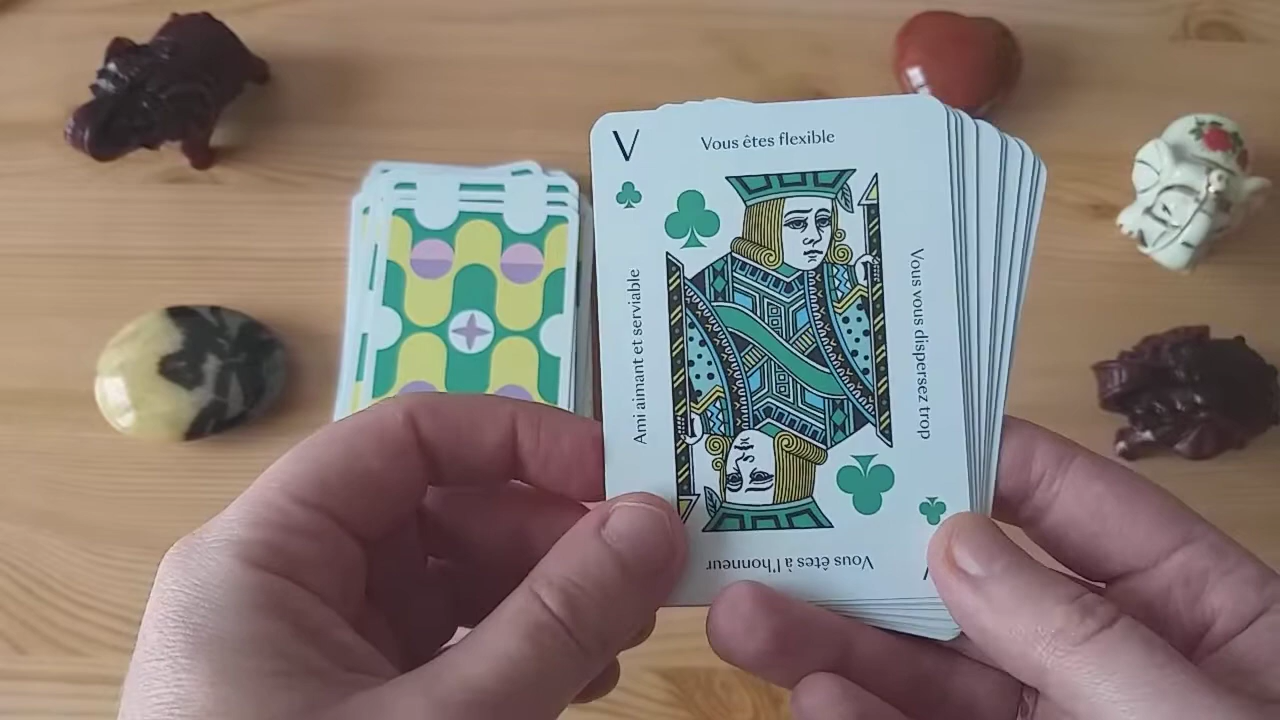 V
Vous êtes flexible
Ami aimant et serviable
Vous vous dispersez trop
Vous êtes à l'honneur